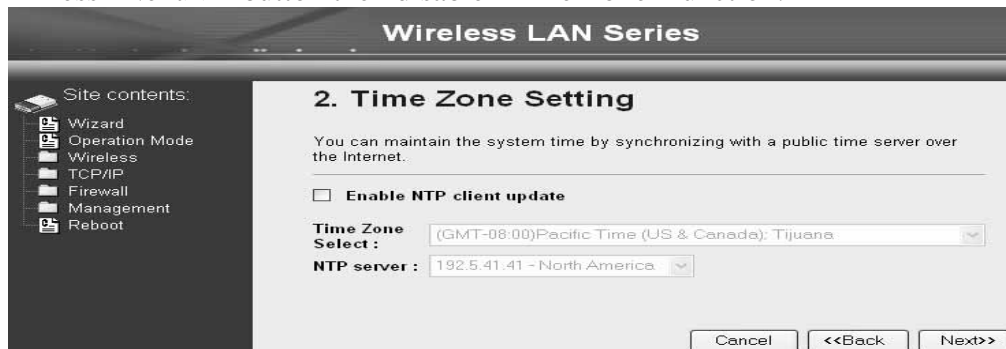 Wireless LAN Series
Site contents:
Wizard
Operation Mode
Wireless
TCP/IP
Firewall
Management
Reboot
2. Time Zone Setting
You can maintain the system time by synchronizing with a public time server over
the Internet.
Enable NTP client update
Time Zone
Select :
(GMT-08:00)Pacific Time (US & Canada); Tijuana
NTP server :
192.5.41.41 - North America
Cancel
<<Back
Next>>